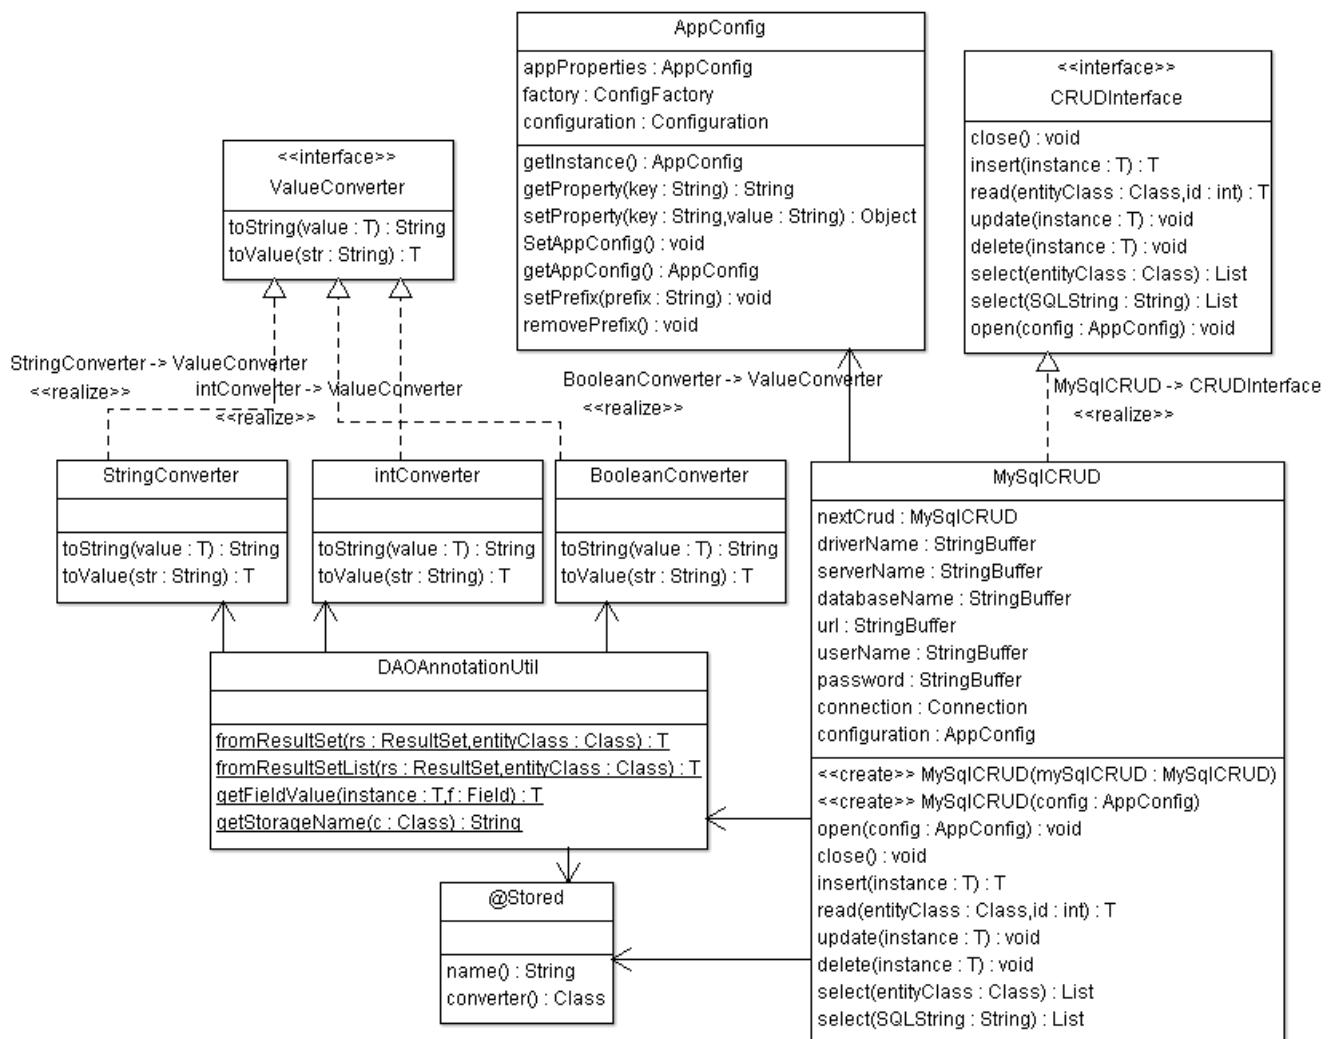 AppConfig
appProperties : AppConfig
factory : ConfigFactory
configuration : Configuration
getInstance() : AppConfig
getProperty(key : String) : String
setProperty(key : String,value : String) : Object
SetAppConfig() : void
getAppConfig() : AppConfig
setPrefix(prefix : String) : void
removePrefix() : void
<<interface>>
CRUDInterface
close() : void
insert(instance : T) : T
read(entityClass : Class,id : int) : T
update(instance : T) : void
delete(instance : T) : void
select(entityClass : Class) : List
select(SQLString : String) : List
open(config : AppConfig) : void
<<interface>>
ValueConverter
toString(value : T) : String
toValue(str : String) : T
StringConverter -> ValueConverter
<<realize>>
intConverter -> ValueConverter
<<realize>>
BooleanConverter -> ValueConverter
<<realize>>
MySqlCRUD -> CRUDInterface
<<realize>>
StringConverter
toString(value : T) : String
toValue(str : String) : T
intConverter
toString(value : T) : String
toValue(str : String) : T
BooleanConverter
toString(value : T) : String
toValue(str : String) : T
MySqlCRUD
nextCrud : MySqlCRUD
driverName : StringBuffer
serverName : StringBuffer
databaseName : StringBuffer
url : StringBuffer
userName : StringBuffer
password : StringBuffer
connection : Connection
configuration : AppConfig
<<create>> MySqlCRUD(mySqlCRUD : MySqlCRUD)
<<create>> MySqlCRUD(config : AppConfig)
open(config : AppConfig) : void
close() : void
insert(instance : T) : T
read(entityClass : Class,id : int) : T
update(instance : T) : void
delete(instance : T) : void
select(entityClass : Class) : List
select(SQLString : String) : List
DAOAnnotationUtil
fromResultSet(rs : ResultSet,entityClass : Class) : T
fromResultSetList(rs : ResultSet,entityClass : Class) : T
getFieldValue(instance : T,f : Field) : T
getStorageName(c : Class) : String
@Stored
name() : String
converter() : Class